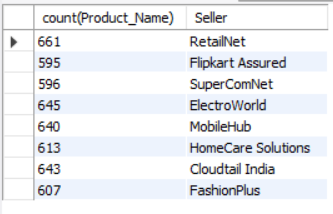 count(Product_Name) Seller
661 RetailNet
595 Flipkart Assured
596 SuperComNet
645 ElectroWorld
640 MobileHub
613 HomeCare Solutions
643 Cloudtail India
607 FashionPlus